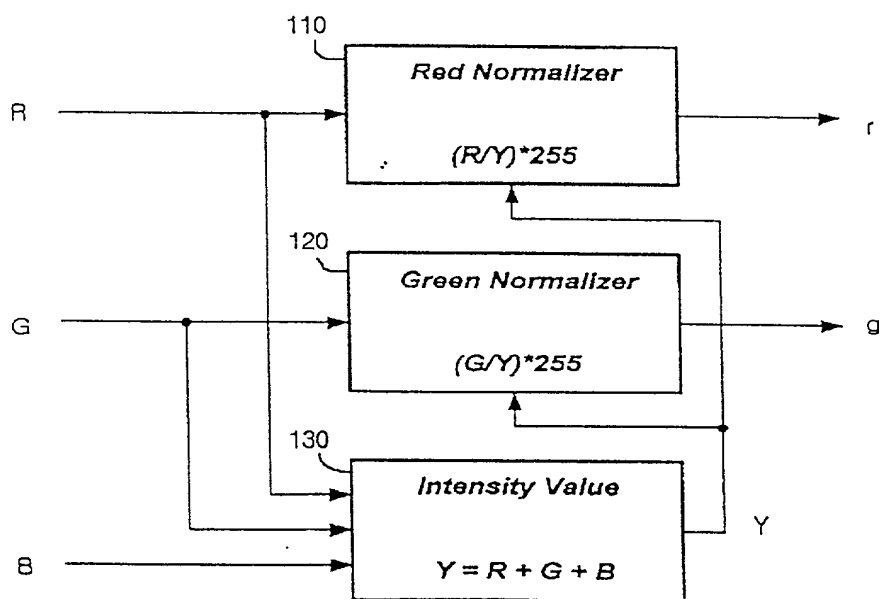 110
Red Normalizer
R
r
(R/Y)*255
120
Green Normalizer
G
g
(G/Y)*255
130
Intensity Value
Y
B
Y = R + G + B